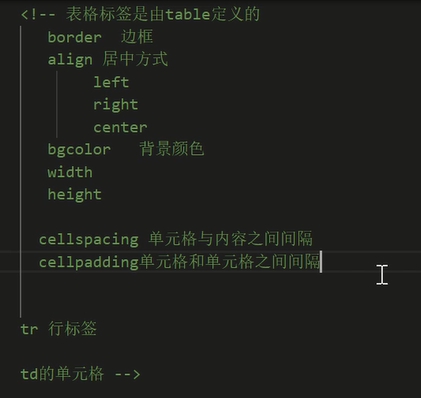 <!-- 表格标签是由table定义的
border 边框
align 居中方式
left
right
center
bgcolor 背景颜色
width
height
cellspacing 单元格与内容之间间隔
cellpadding单元格和单元格之间间隔
tr 行标签
td的单元格 -->